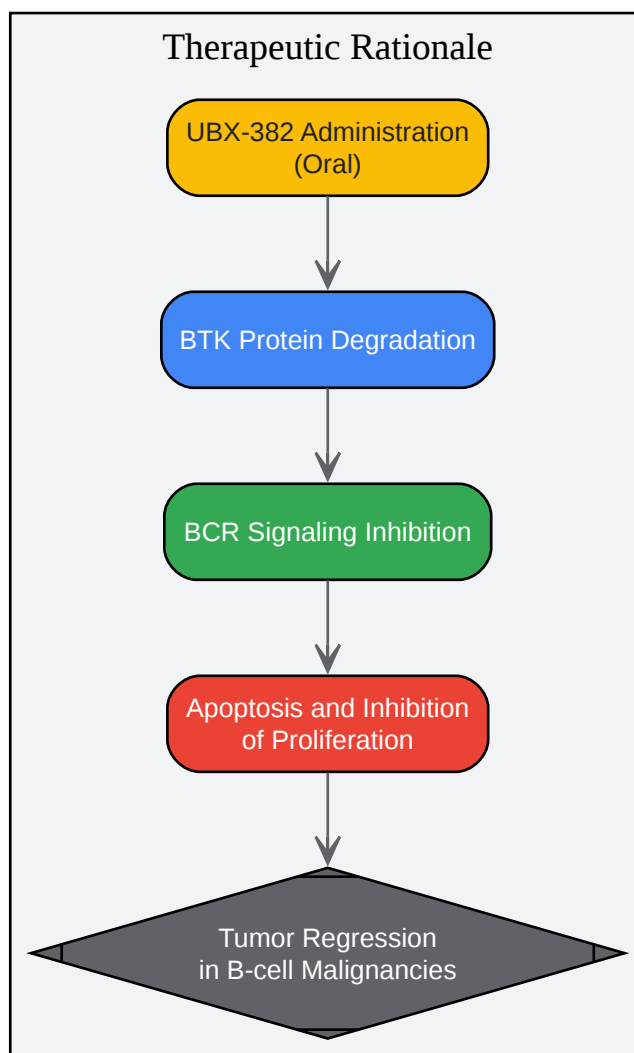 Therapeutic Rationale
UBX-382 Administration
(Oral)
BTK Protein Degradation
BCR Signaling Inhibition
Apoptosis and Inhibition
of Proliferation
Tumor Regression
in B-cell Malignancies